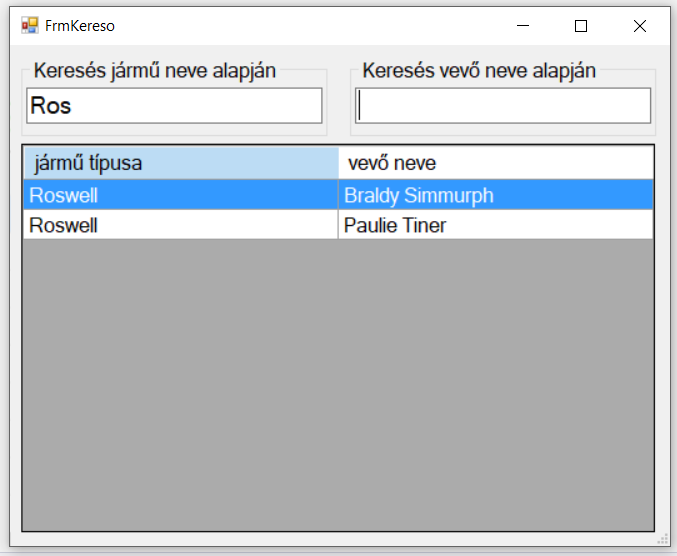 FrmKereso
Keresés jármű neve alapján Keresés vevő neve alapján
Ros
jármű típusa vevő neve
Roswell Braldy Simmurph
Roswell Paulie Tiner